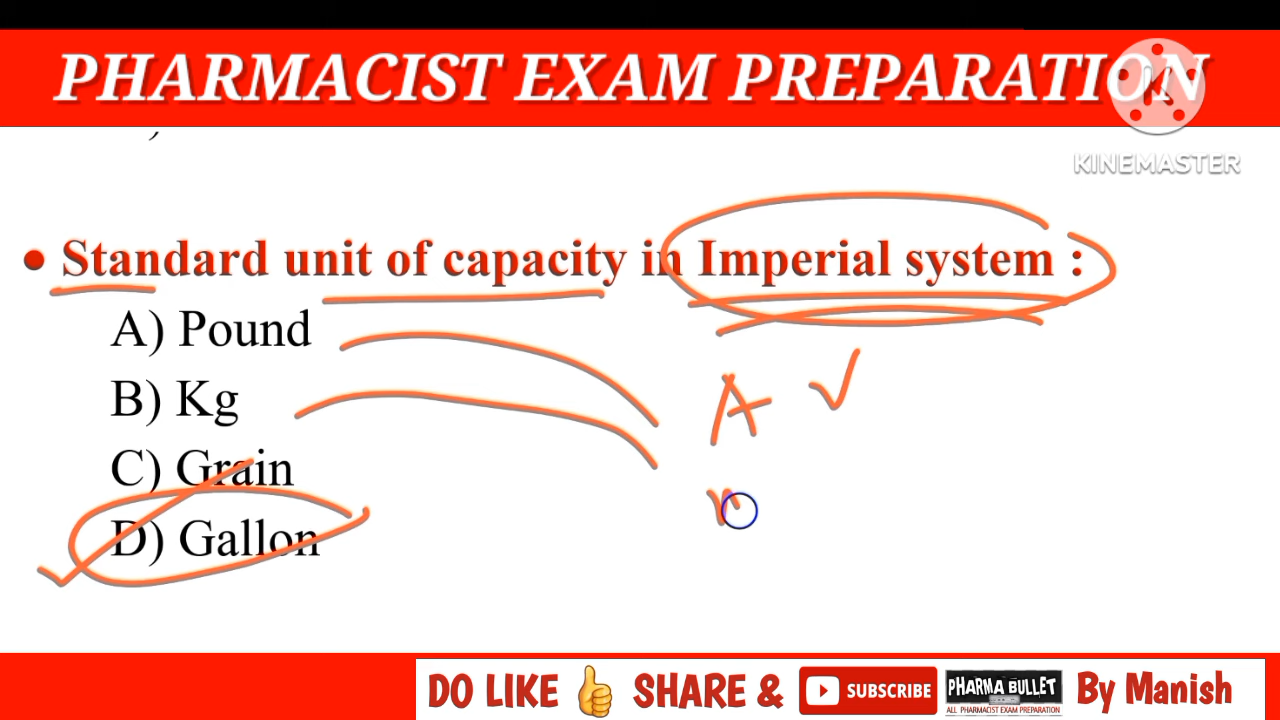 PHARMACIST EXAM PREPARATION
KINEMASTER
• Standard unit of capacity in Imperial system :
A) Pound
B) Kg
C) Grain
D) Gallon
A ✓
DO LIKE 👍 SHARE & SUBSCRIBE PHARMA BULLET By Manish
ALL PHARMACIST EXAM PREPARATION